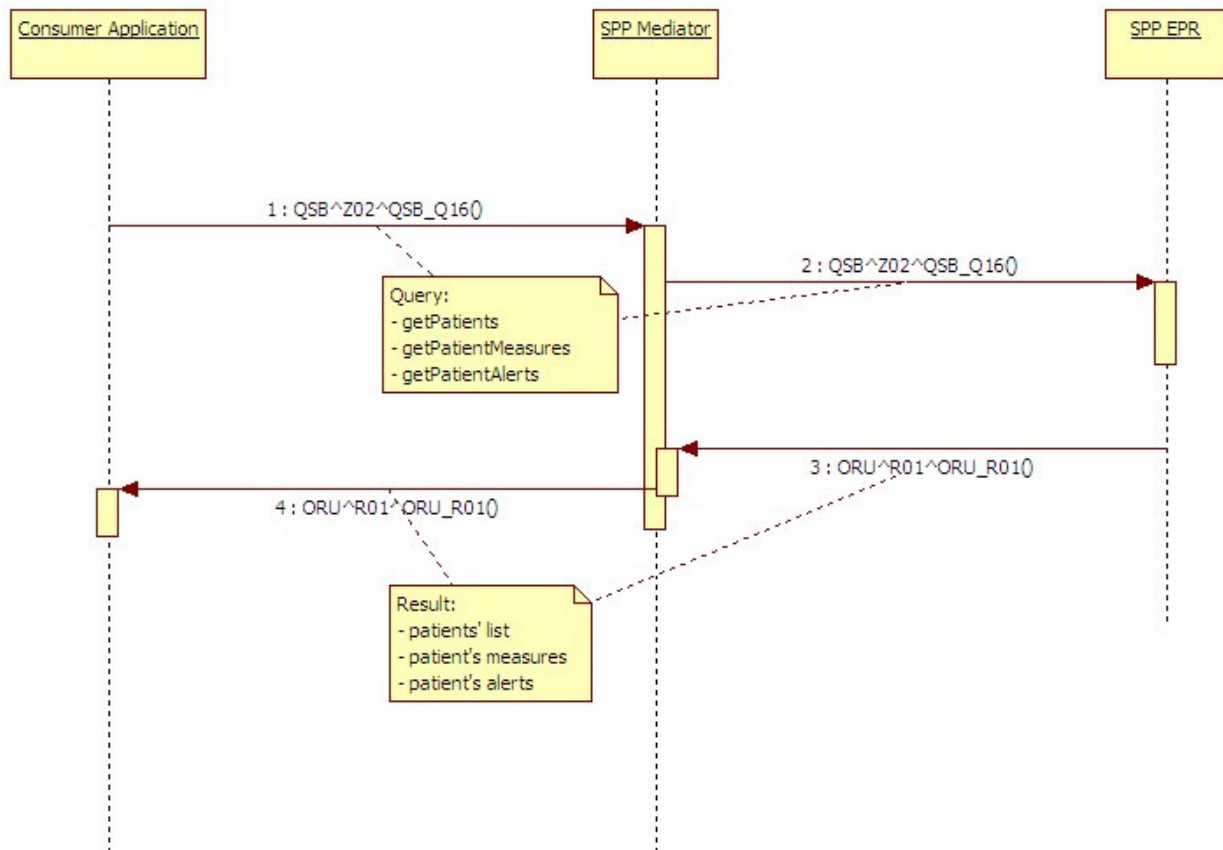 Consumer Application
SPP Mediator
SPP EPR
1 : QSB^Z02^QSB_Q16()
2 : QSB^Z02^QSB_Q16()
Query:
- getPatients
- getPatientMeasures
- getPatientAlerts
3 : ORU^R01^ORU_R01()
4 : ORU^R01^ORU_R01()
Result:
- patients' list
- patient's measures
- patient's alerts